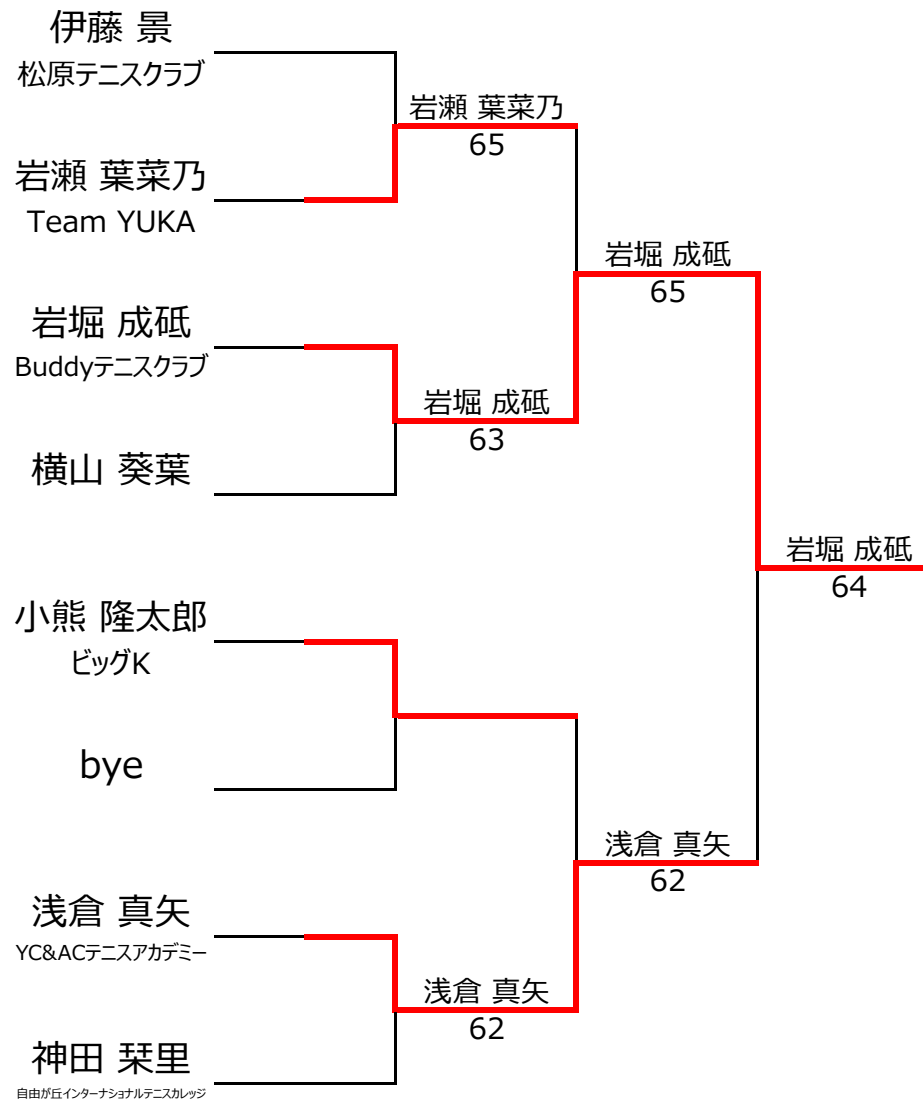 伊藤 景
松原テニスクラブ
岩瀬 葉菜乃
65
岩瀬 葉菜乃
Team YUKA
岩堀 成砥
65
岩堀 成砥
Buddyテニスクラブ
岩堀 成砥
63
横山 葵葉
岩堀 成砥
64
小熊 隆太郎
ビッグK
bye
浅倉 真矢
62
浅倉 真矢
YC&ACテニスアカデミー
浅倉 真矢
62
神田 栞里
自由が丘インターナショナルテニスカレッジ